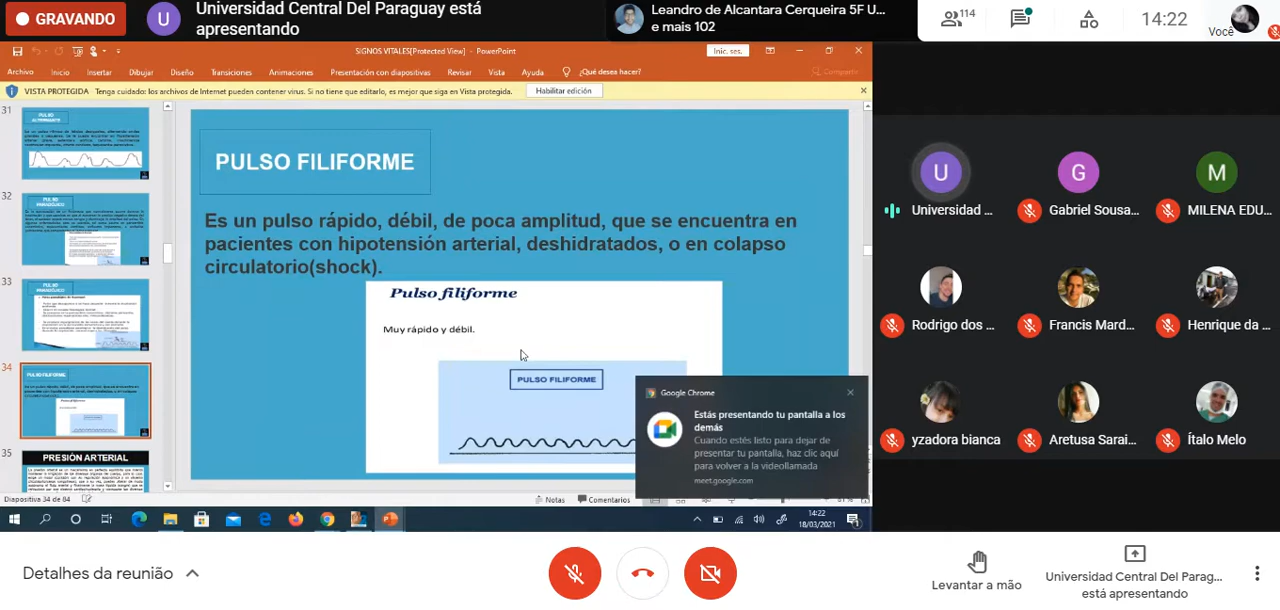 GRAVANDO
Universidad Central Del Paraguay está
apresentando
Leandro de Alcantara Cerqueira 5F U...
e mais 102
114
14:22
Você
SIGNOS VITALES[Protected View] - PowerPoint
Inic. ses.
Archivo Inicio Insertar Dibujar Diseño Transiciones Animaciones Presentación con diapositivas Revisar Vista Ayuda ¿Qué desea hacer? Compartir
VISTA PROTEGIDA Tenga cuidado: los archivos de Internet pueden contener virus. Si no tiene que editarlo, es mejor que siga en Vista protegida. Habilitar edición
31
PULSO
32
PULSO
33
PULSO
34
PULSO FILIFORME
35
PRESIÓN ARTERIAL
PULSO FILIFORME
Es un pulso rápido, débil, de poca amplitud, que se encuentra en
pacientes con hipotensión arterial, deshidratados, o en colapso
circulatorio(shock).
Pulso filiforme
Muy rápido y débil.
PULSO FILIFORME
Google Chrome
Estás presentando tu pantalla a los
demás
Cuando estés listo para dejar de
presentar tu pantalla, haz clic aquí
para volver a la videollamada
meet.google.com
Diapositiva 34 de 84
Notas
Comentarios
14:22
18/03/2021
U
U
Universidad ...
G
Gabriel Sousa...
M
MILENA EDU...
Rodrigo dos ...
Francis Mard...
Henrique da ...
yzadora bianca
Aretusa Sarai...
Ítalo Melo
Detalhes da reunião
Levantar a mão
Universidad Central Del Parag...
está apresentando